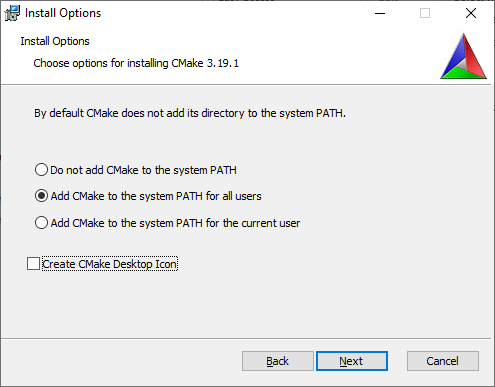 Install Options
Install Options
Choose options for installing CMake 3.19.1
By default CMake does not add its directory to the system PATH.
Do not add CMake to the system PATH
Add CMake to the system PATH for all users
Add CMake to the system PATH for the current user
Create CMake Desktop Icon
Back Next Cancel